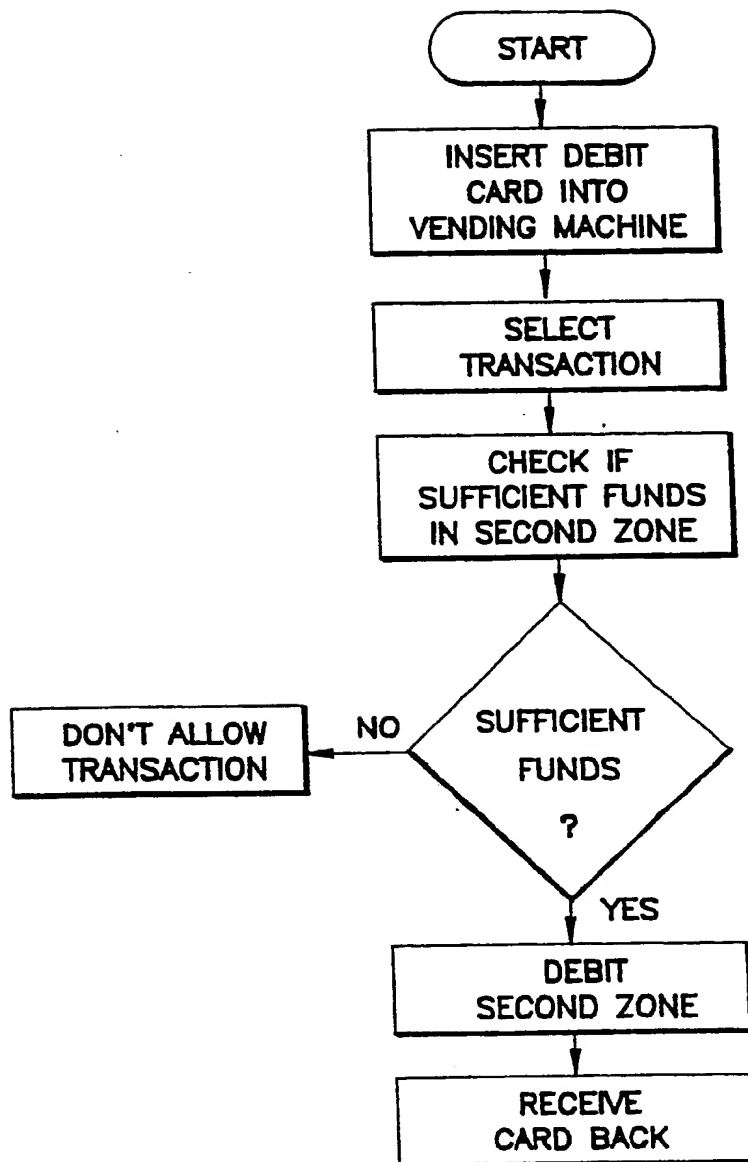 START
INSERT DEBIT
CARD INTO
VENDING MACHINE
SELECT
TRANSACTION
CHECK IF
SUFFICIENT FUNDS
IN SECOND ZONE
SUFFICIENT
FUNDS
?
NO
DON'T ALLOW
TRANSACTION
YES
DEBIT
SECOND ZONE
RECEIVE
CARD BACK